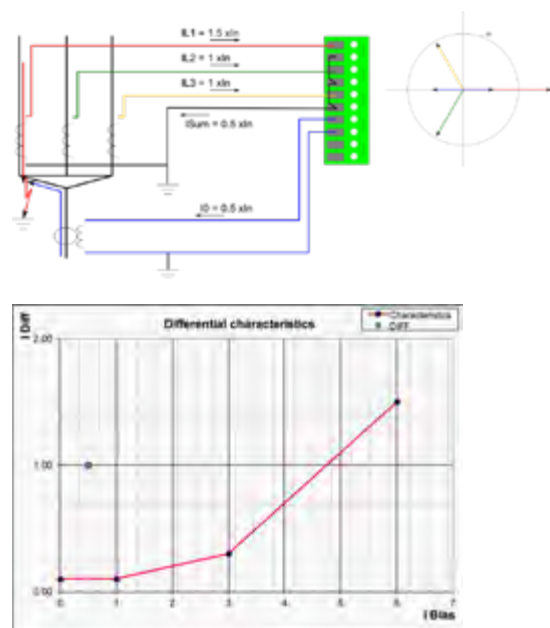 IL1 = 1.5 xIn
IL2 = 1 xIn
IL3 = 1 xIn
ISum = 0.5 xIn
I0 = 0.5 xIn
Differential characteristics
Characteristics
DIFF
I Diff
2.00
1.00
0.00
0. 1 2 3. 4. 5. 6. 7.
I Bias